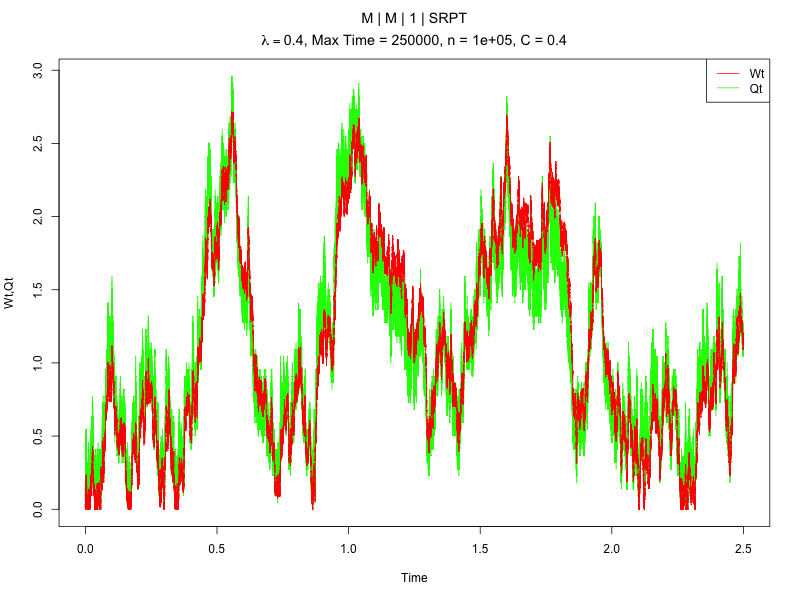 M | M | 1 | SRPT
λ = 0.4, Max Time = 250000, n = 1e+05, C = 0.4
Wt
Qt
Wt,Qt
3.0
2.5
2.0
1.5
1.0
0.5
0.0
0.0 0.5 1.0 1.5 2.0 2.5
Time